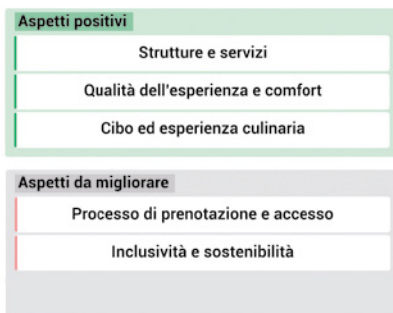 Aspetti positivi
Strutture e servizi
Qualità dell'esperienza e comfort
Cibo ed esperienza culinaria
Aspetti da migliorare
Processo di prenotazione e accesso
Inclusività e sostenibilità